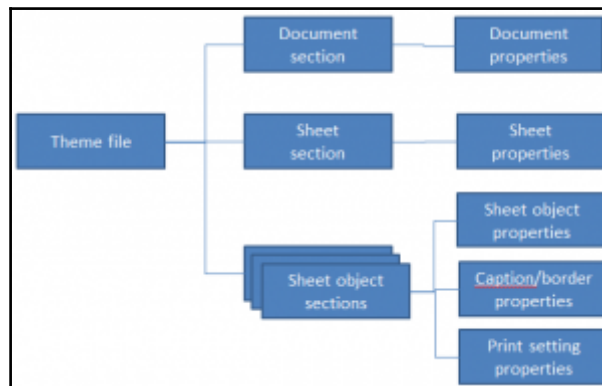 Document
section
Document
properties
Theme file
Sheet
section
Sheet
properties
Sheet object
sections
Sheet object
properties
Caption/border
properties
Print setting
properties